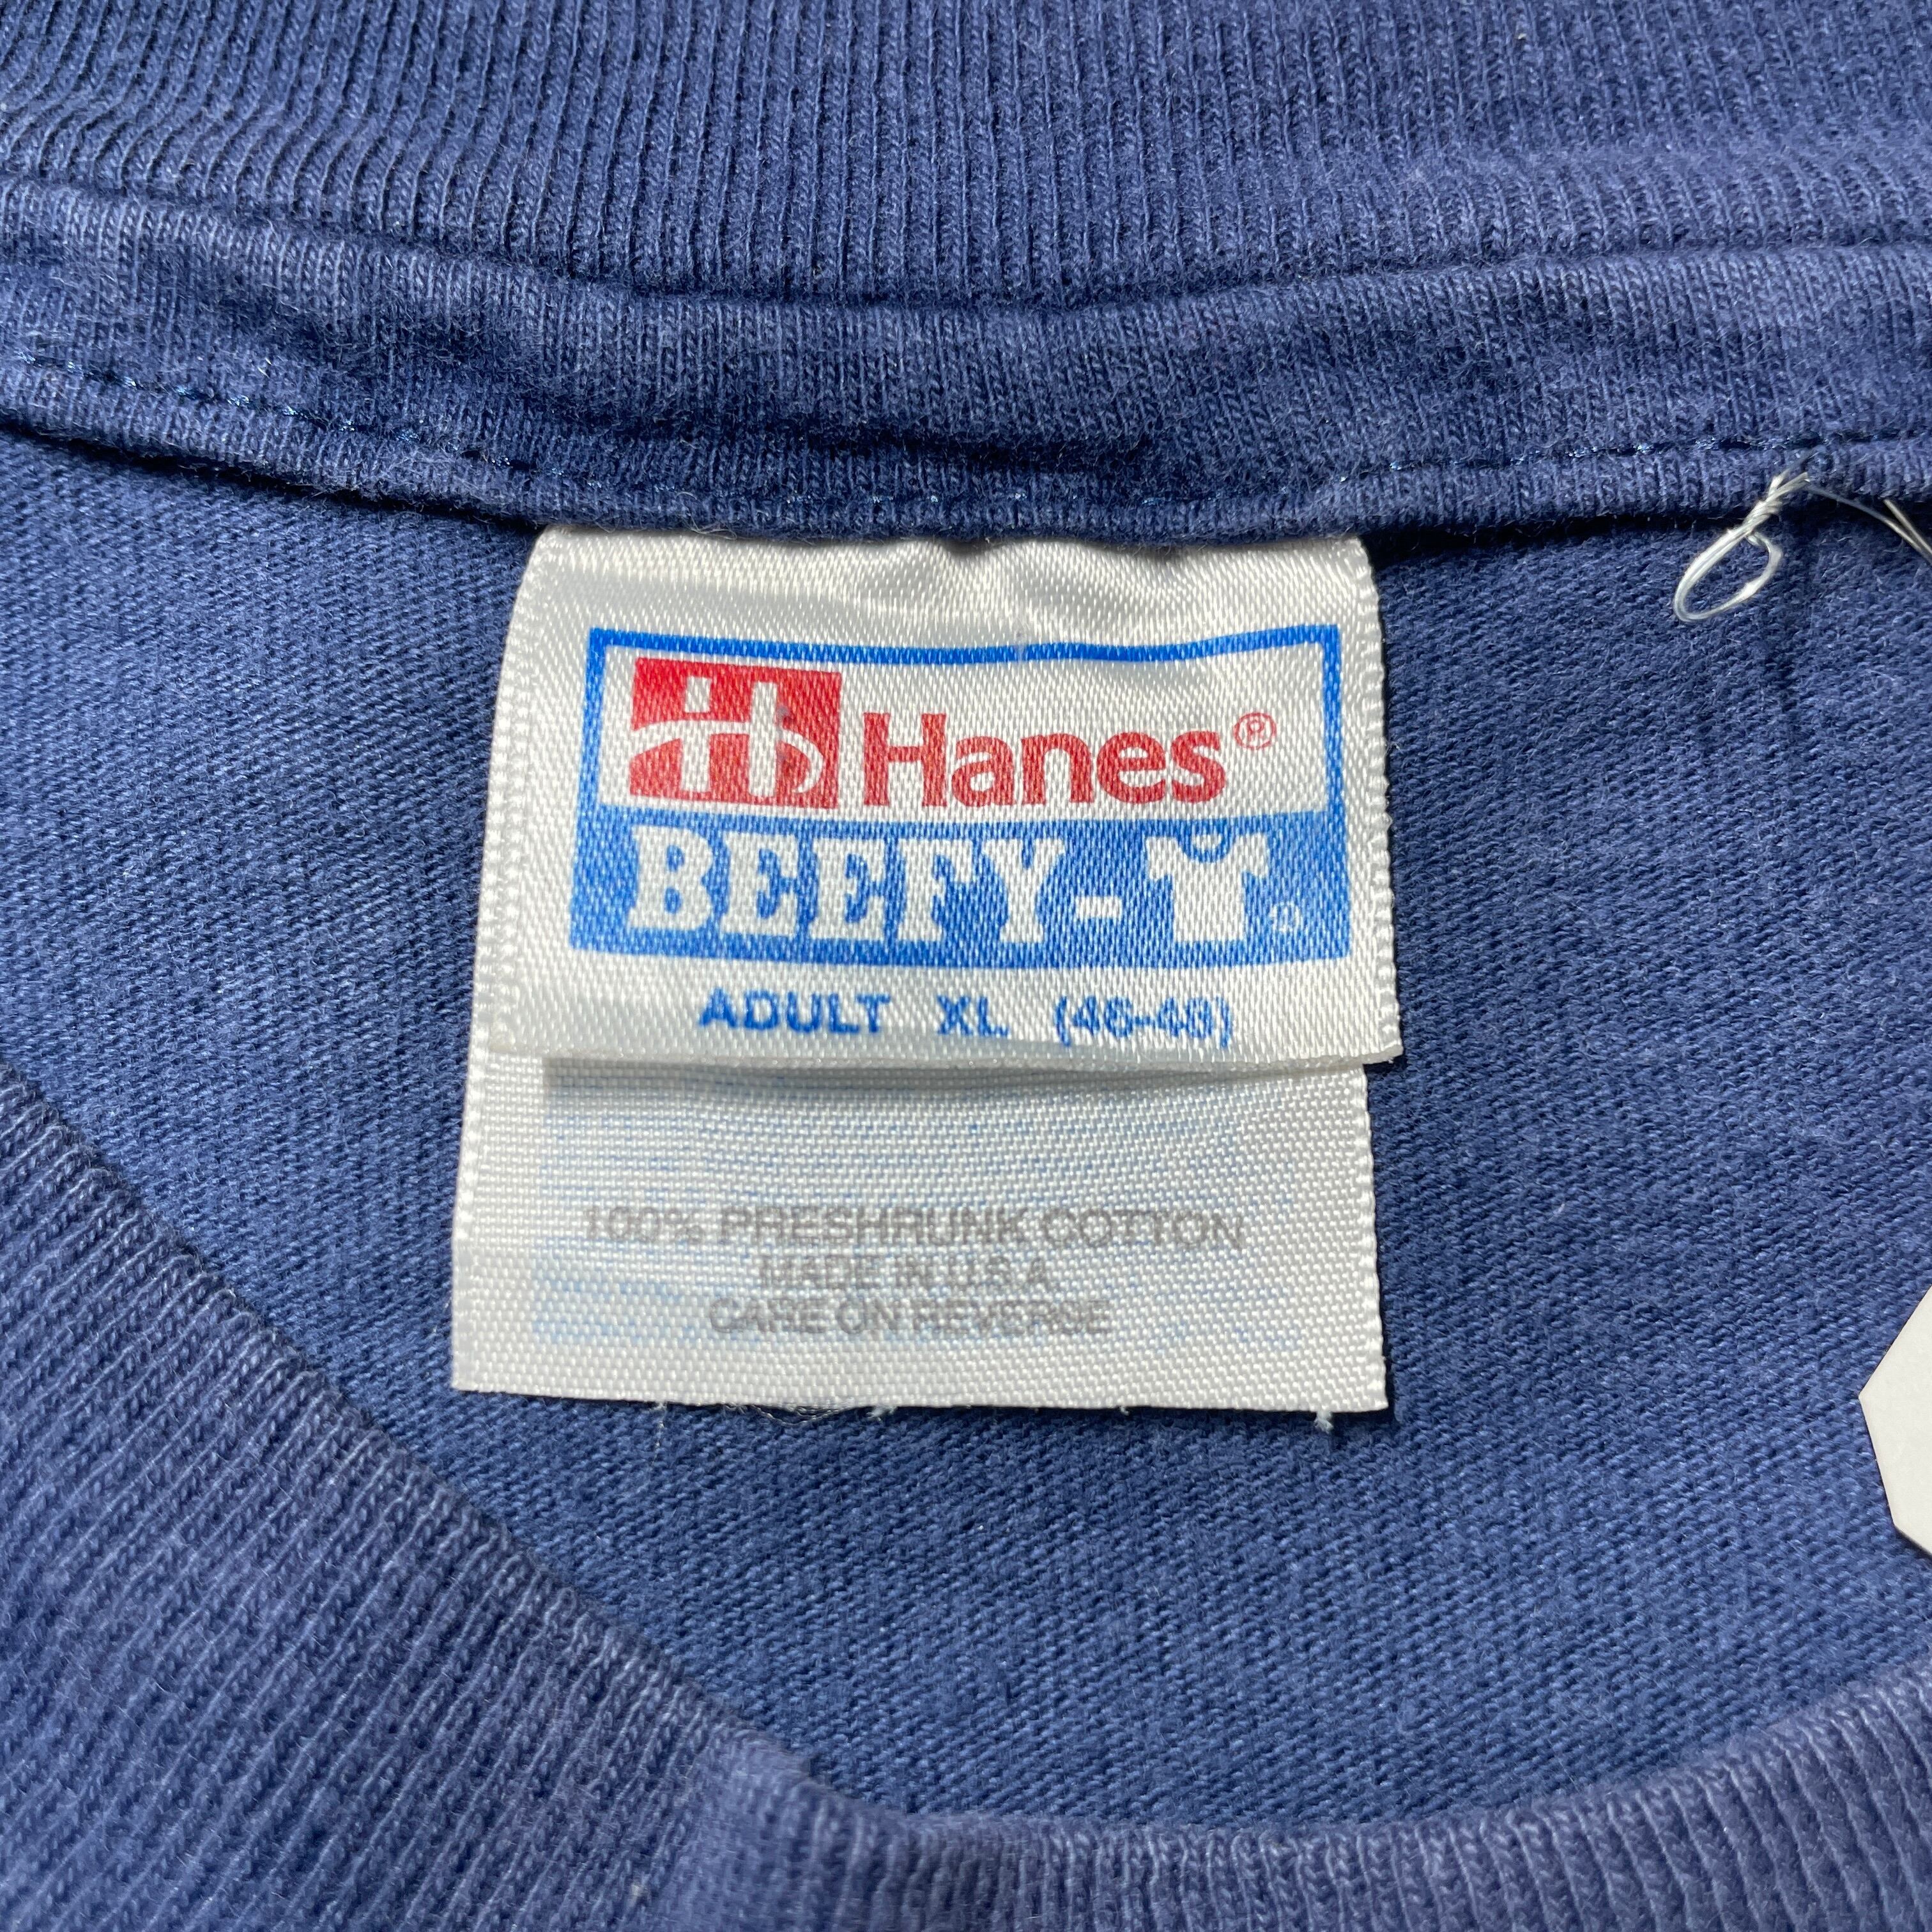 Hanes®
BEEFY-T®
ADULT XL (46-48)
100% PRESHRUNK COTTON
MADE IN U.S.A
CARE ON REVERSE